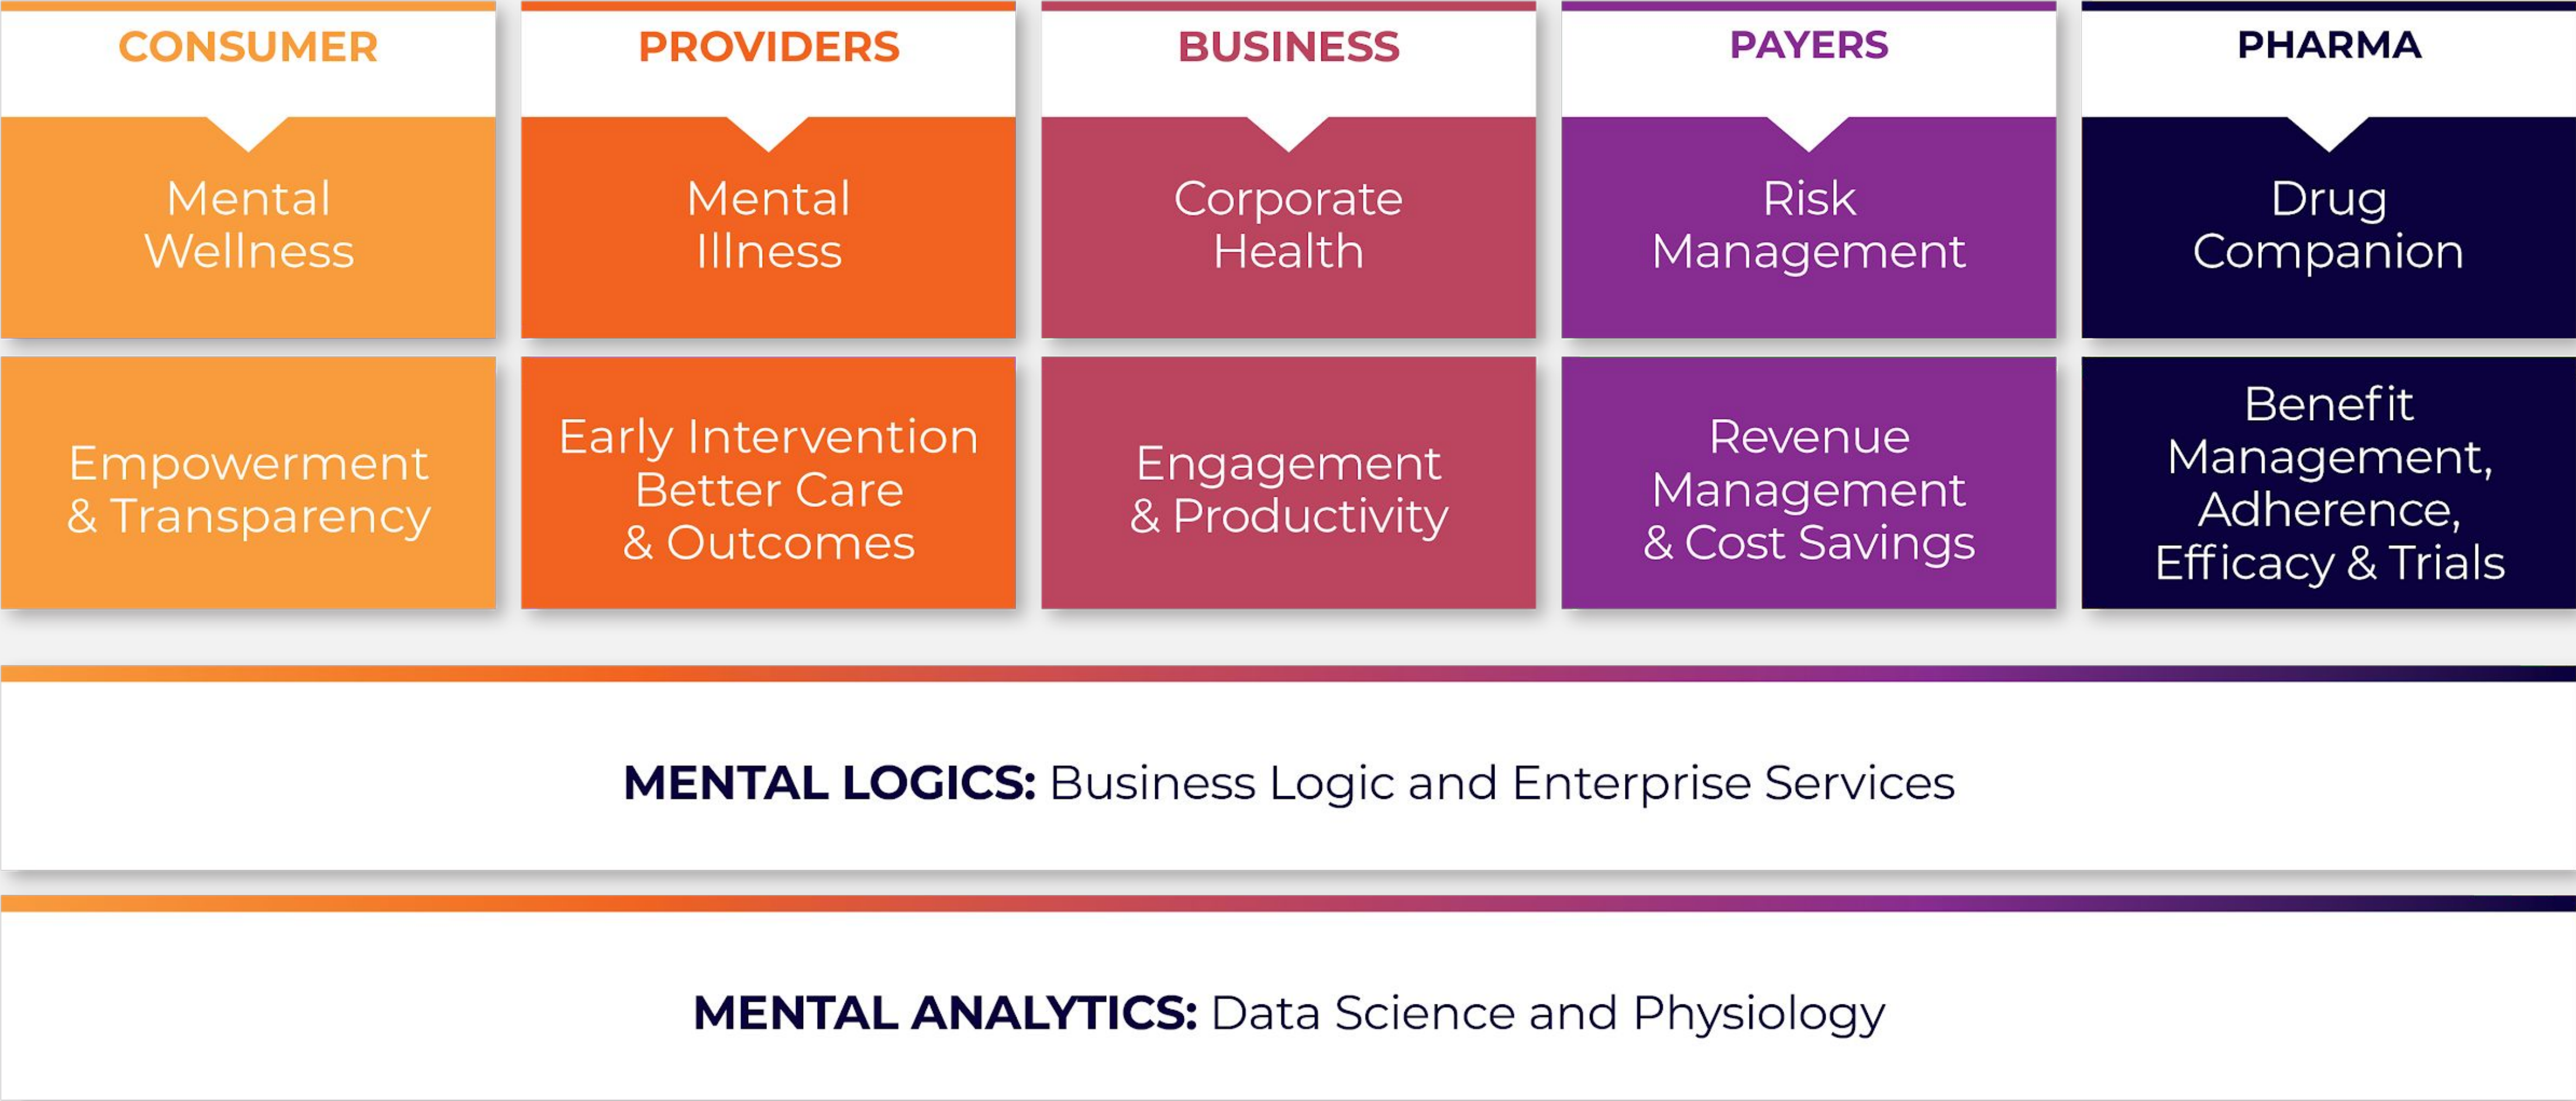 CONSUMER
Mental
Wellness
Empowerment
& Transparency
PROVIDERS
Mental
Illness
Early Intervention
Better Care
& Outcomes
BUSINESS
Corporate
Health
Engagement
& Productivity
PAYERS
Risk
Management
Revenue
Management
& Cost Savings
PHARMA
Drug
Companion
Benefit
Management,
Adherence,
Efficacy & Trials
MENTAL LOGICS: Business Logic and Enterprise Services
MENTAL ANALYTICS: Data Science and Physiology